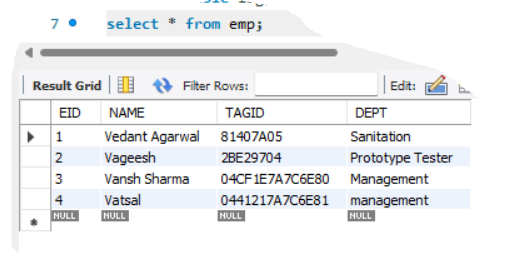 7 select * from emp;
Result Grid Filter Rows: Edit:
EID NAME TAGID DEPT
1 Vedant Agarwal 81407A05 Sanitation
2 Vageesh 2BE29704 Prototype Tester
3 Vansh Sharma 04CF1E7A7C6E80 Management
4 Vatsal 0441217A7C6E81 management
NULL NULL NULL NULL